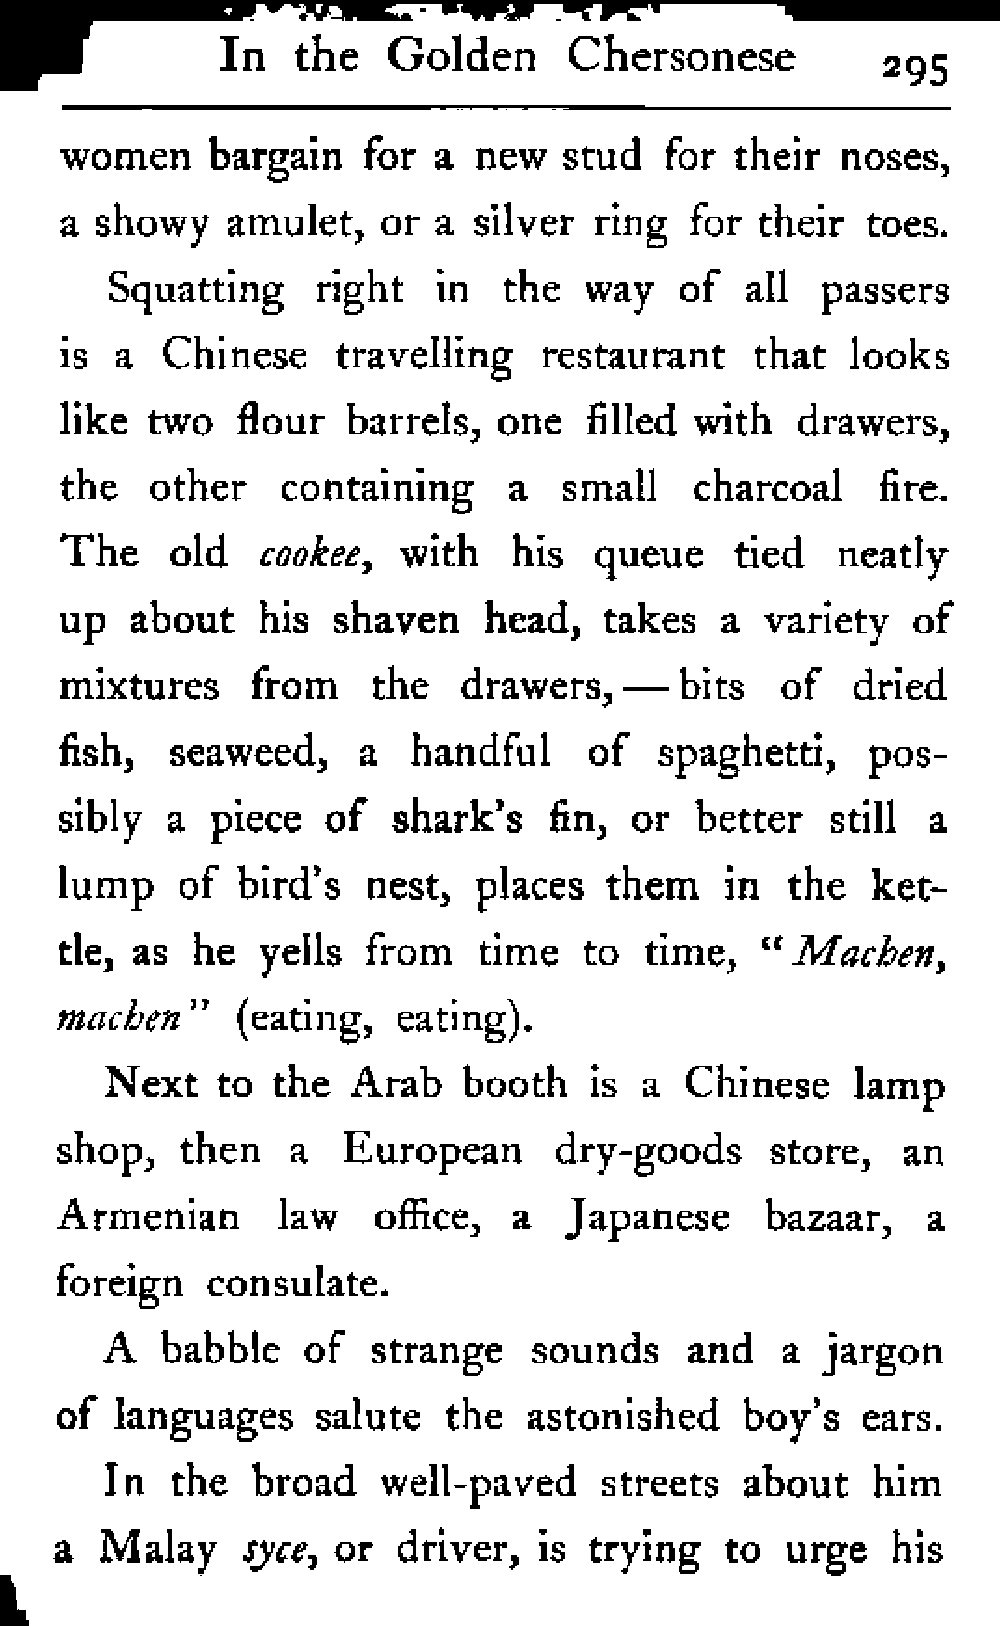 In the Golden Chersonese 295
women bargain for a new stud for their noses,
a showy amulet, or a silver ring for their toes.
Squatting right in the way of all passers
is a Chinese travelling restaurant that looks
like two flour barrels, one filled with drawers,
the other containing a small charcoal fire.
The old cookee, with his queue tied neatly
up about his shaven head, takes a variety of
mixtures from the drawers, — bits of dried
fish, seaweed, a handful of spaghetti, pos-
sibly a piece of shark's fin, or better still a
lump of bird's nest, places them in the ket-
tle, as he yells from time to time, “Machen,
machen” (eating, eating).
Next to the Arab booth is a Chinese lamp
shop, then a European dry-goods store, an
Armenian law office, a Japanese bazaar, a
foreign consulate.
A babble of strange sounds and a jargon
of languages salute the astonished boy's ears.
In the broad well-paved streets about him
a Malay syce, or driver, is trying to urge his